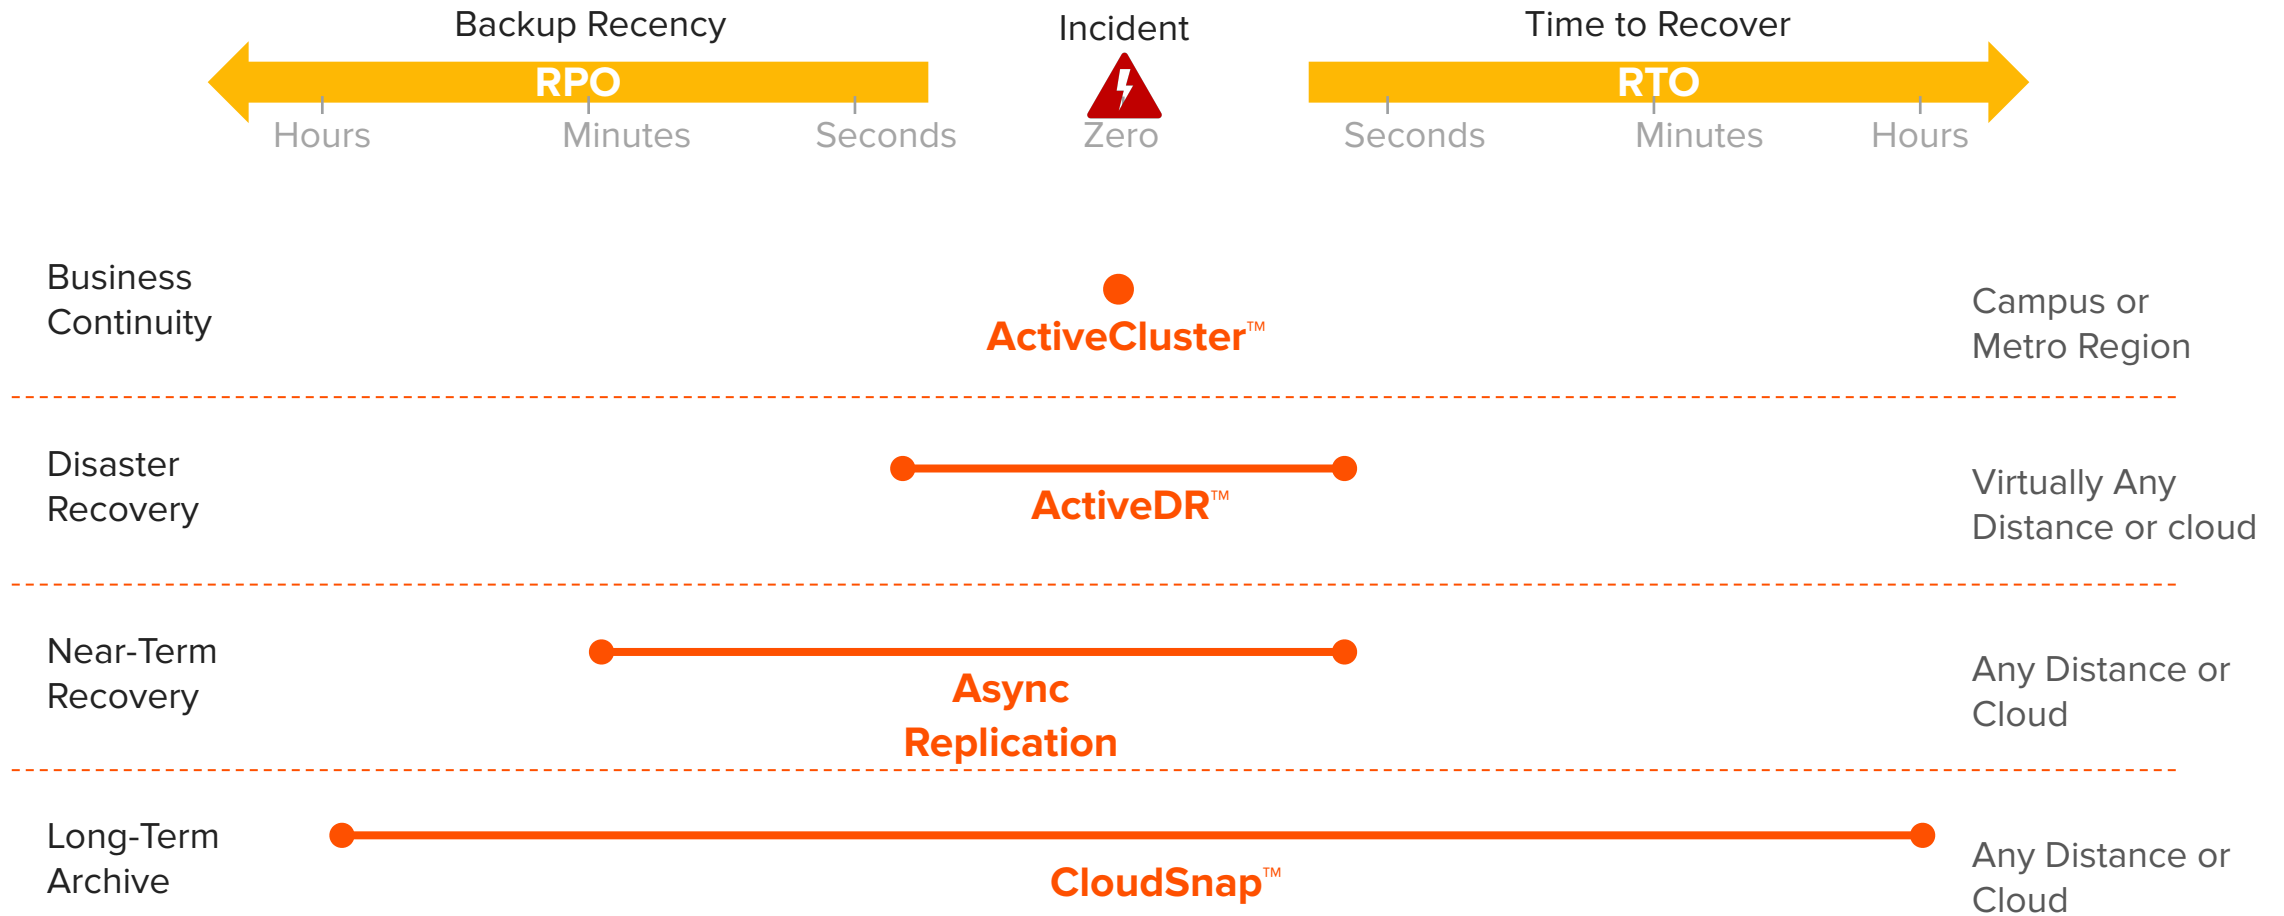 Backup Recency
Incident
Time to Recover
RPO
RTO
Hours
Minutes
Seconds
Zero
Seconds
Minutes
Hours
Business
Continuity
ActiveCluster™
Campus or
Metro Region
Disaster
Recovery
ActiveDR™
Virtually Any
Distance or cloud
Near-Term
Recovery
Async
Replication
Any Distance or
Cloud
Long-Term
Archive
CloudSnap™
Any Distance or
Cloud